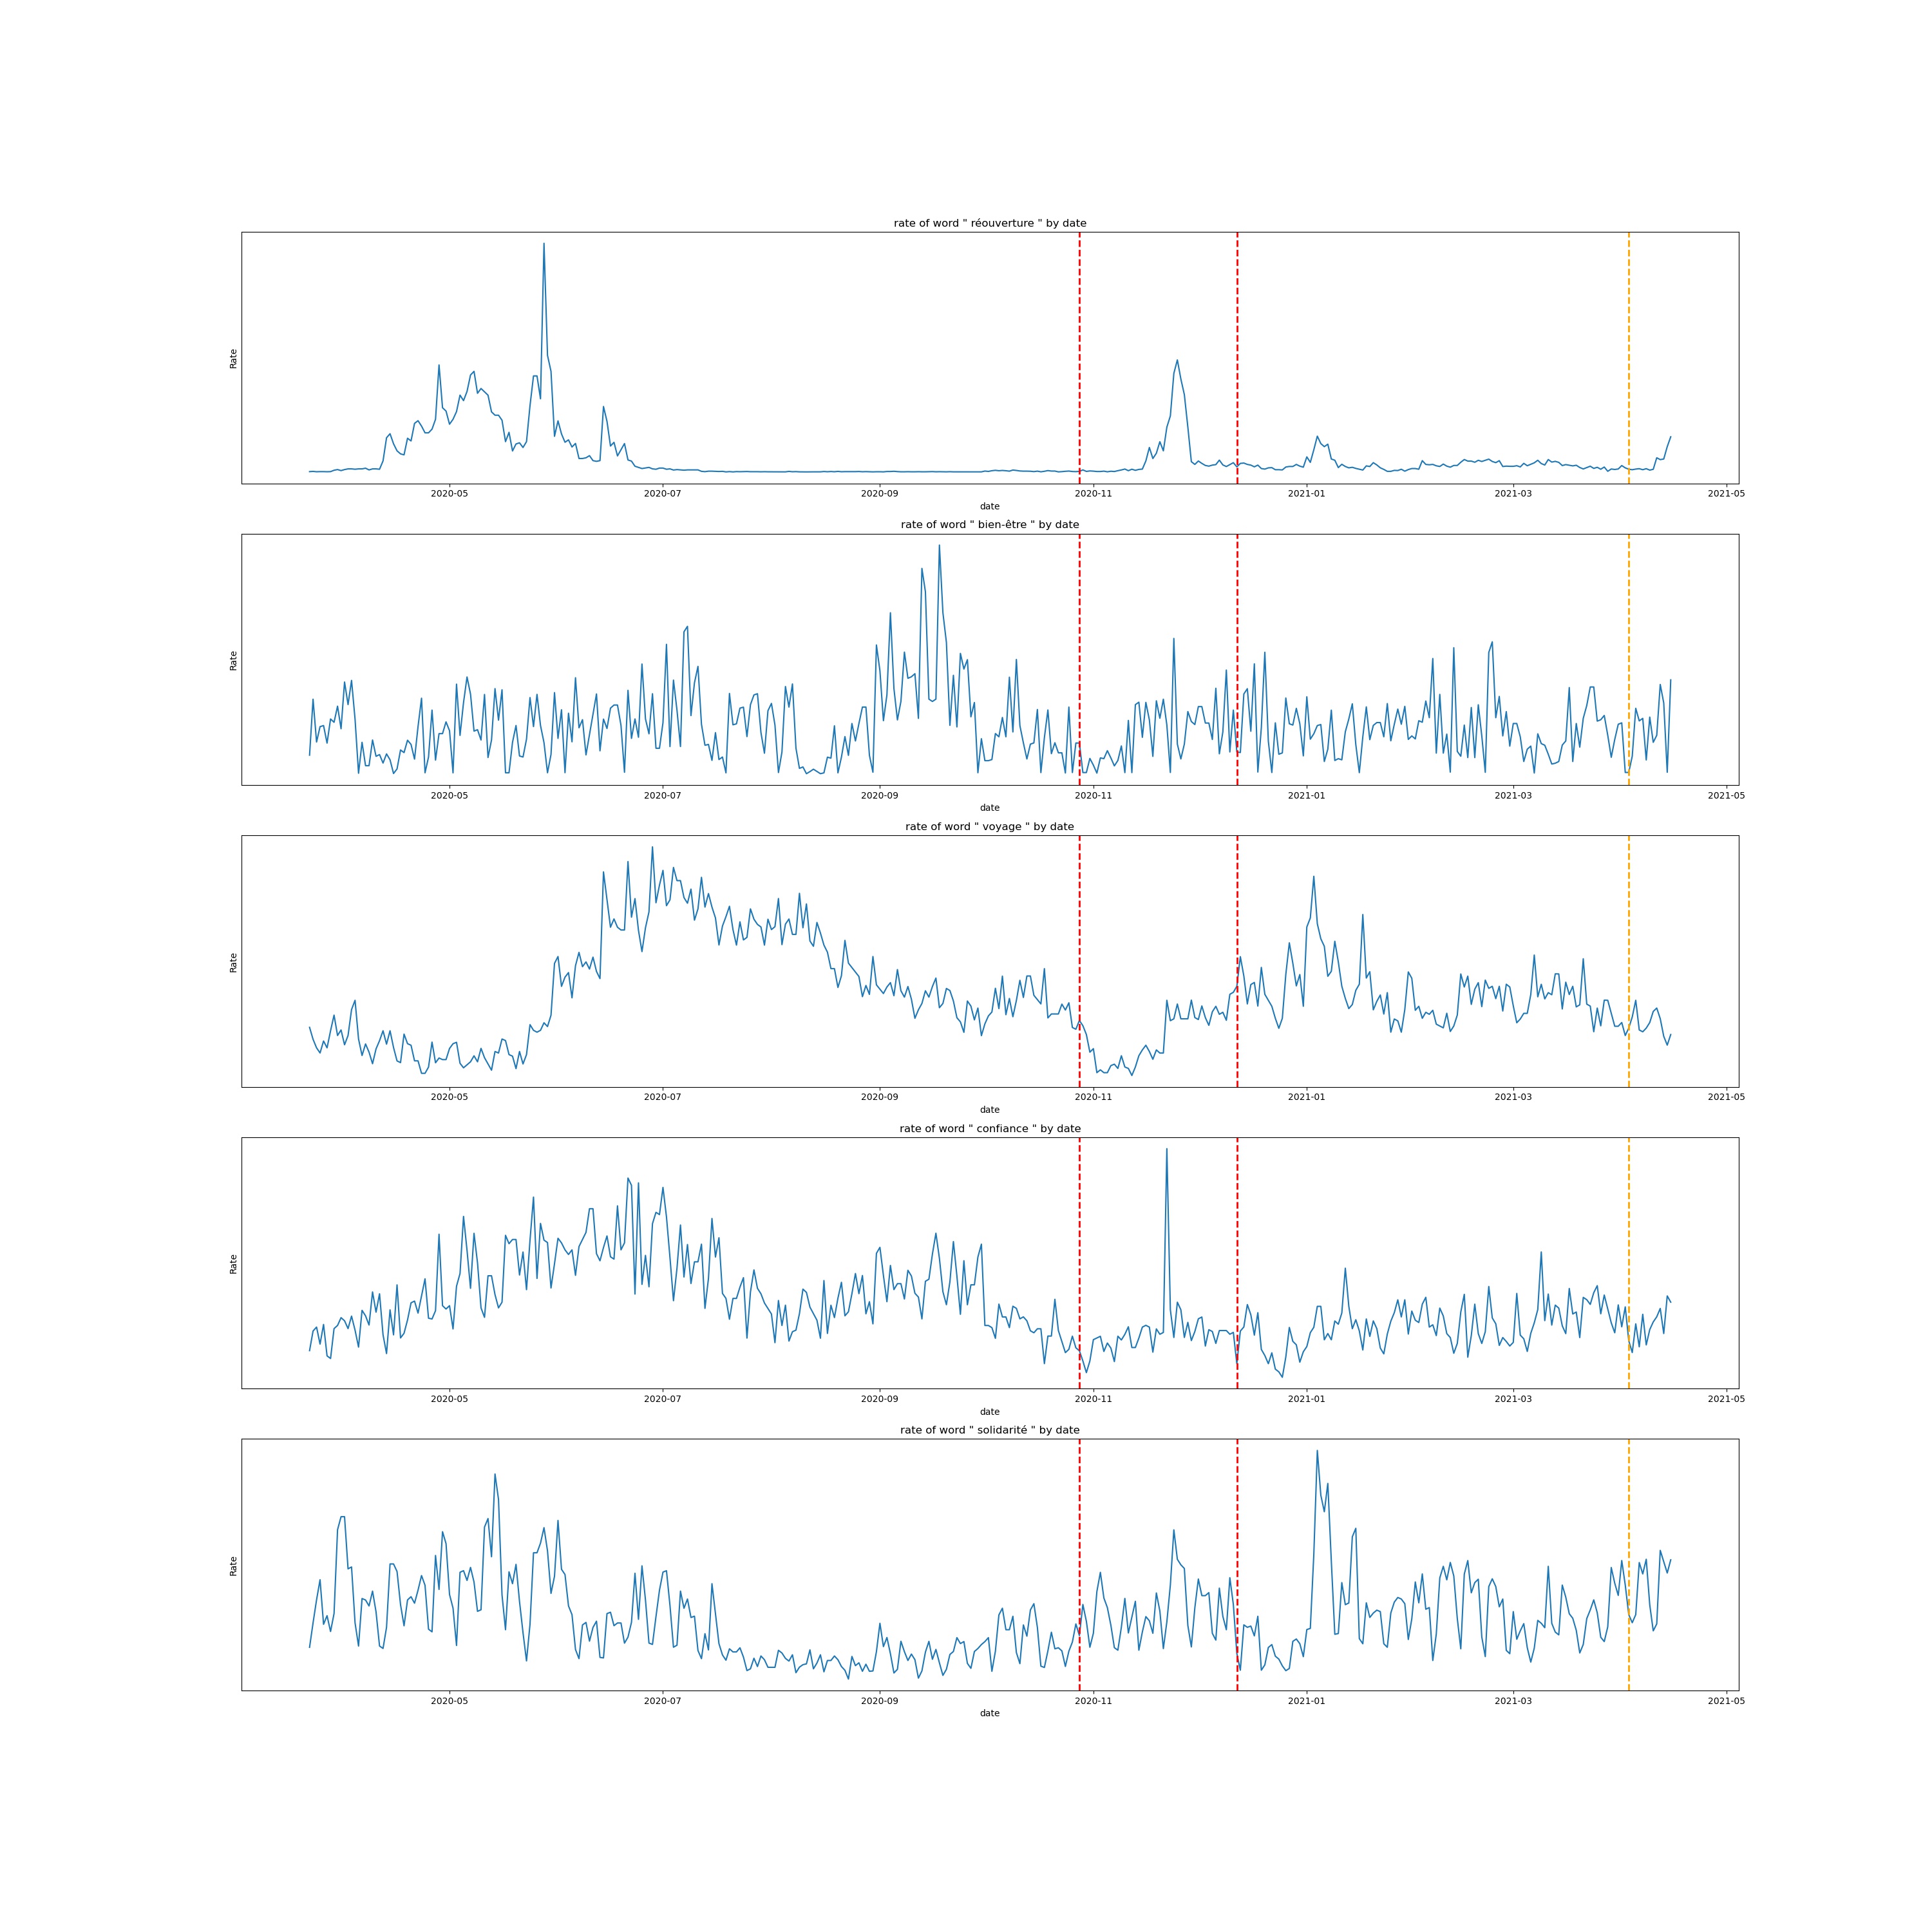 rate of word " réouverture " by date
Rate
2020-05 2020-07 2020-09 2020-11 2021-01 2021-03 2021-05
date
rate of word " bien-être " by date
Rate
2020-05 2020-07 2020-09 2020-11 2021-01 2021-03 2021-05
date
rate of word " voyage " by date
Rate
2020-05 2020-07 2020-09 2020-11 2021-01 2021-03 2021-05
date
rate of word " confiance " by date
Rate
2020-05 2020-07 2020-09 2020-11 2021-01 2021-03 2021-05
date
rate of word " solidarité " by date
Rate
2020-05 2020-07 2020-09 2020-11 2021-01 2021-03 2021-05
date